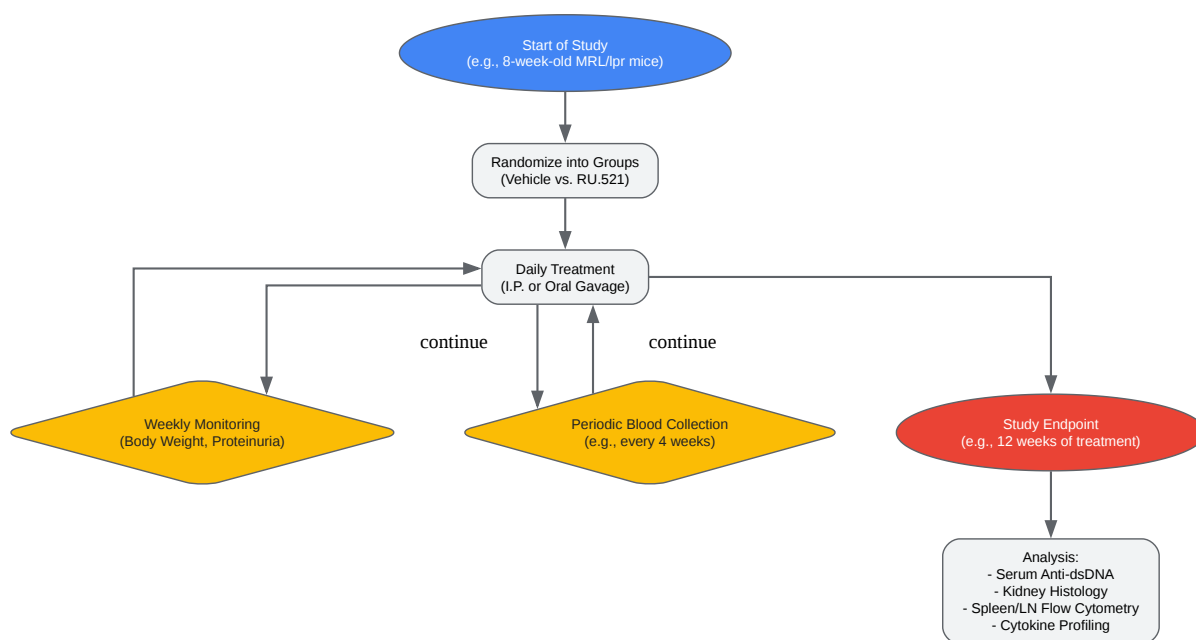 Start of Study
(e.g., 8-week-old MRL/lpr mice)
Randomize into Groups
(Vehicle vs. RU.521)
Daily Treatment
(I.P. or Oral Gavage)
continue
continue
Weekly Monitoring
(Body Weight, Proteinuria)
Periodic Blood Collection
(e.g., every 4 weeks)
Study Endpoint
(e.g., 12 weeks of treatment)
Analysis:
- Serum Anti-dsDNA
- Kidney Histology
- Spleen/LN Flow Cytometry
- Cytokine Profiling